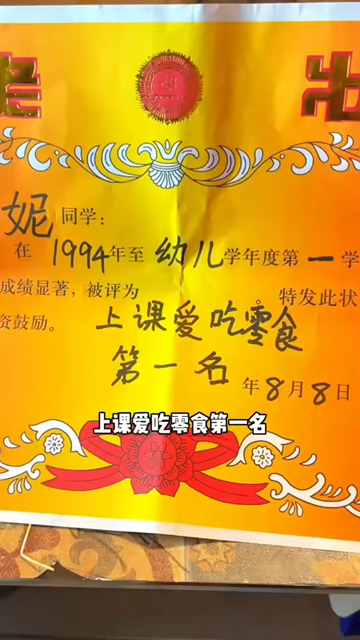 妮同学:
在1994年至幼儿学年度第一学
成绩显著,被评为 特发此状
资鼓励。
上课爱吃零食
第一名
年8月8日
上课爱吃零食第一名